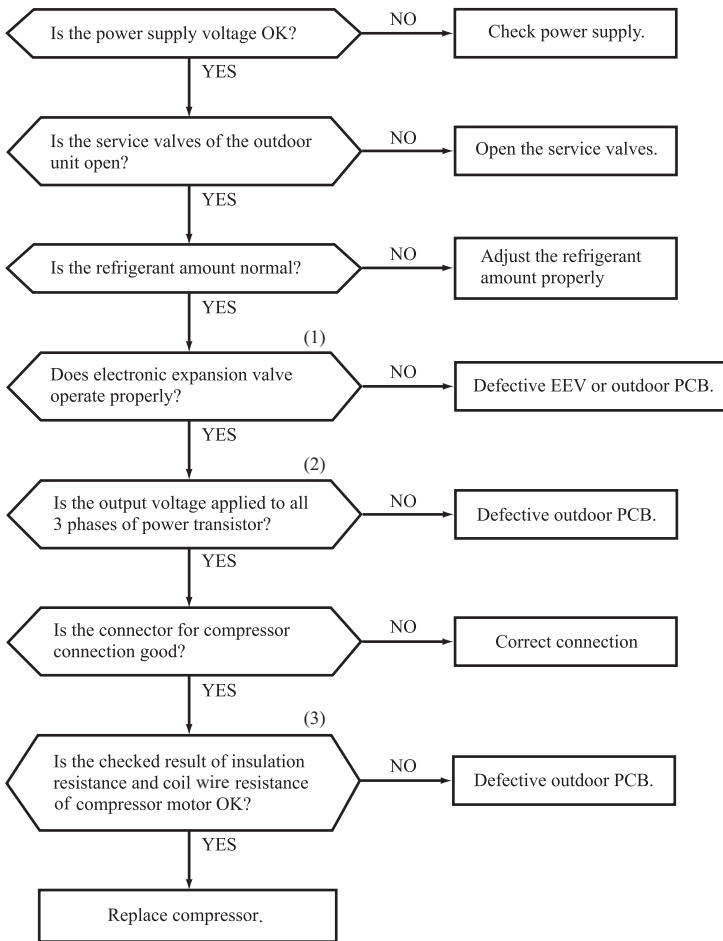 Is the power supply voltage OK?
NO
Check power supply.
YES
Is the service valves of the outdoor
unit open?
NO
Open the service valves.
YES
Is the refrigerant amount normal?
NO
Adjust the refrigerant
amount properly
YES
(1)
Does electronic expansion valve
operate properly?
NO
Defective EEV or outdoor PCB.
YES
(2)
Is the output voltage applied to all
3 phases of power transistor?
NO
Defective outdoor PCB.
YES
Is the connector for compressor
connection good?
NO
Correct connection
YES
(3)
Is the checked result of insulation
resistance and coil wire resistance
of compressor motor OK?
NO
Defective outdoor PCB.
YES
Replace compressor.